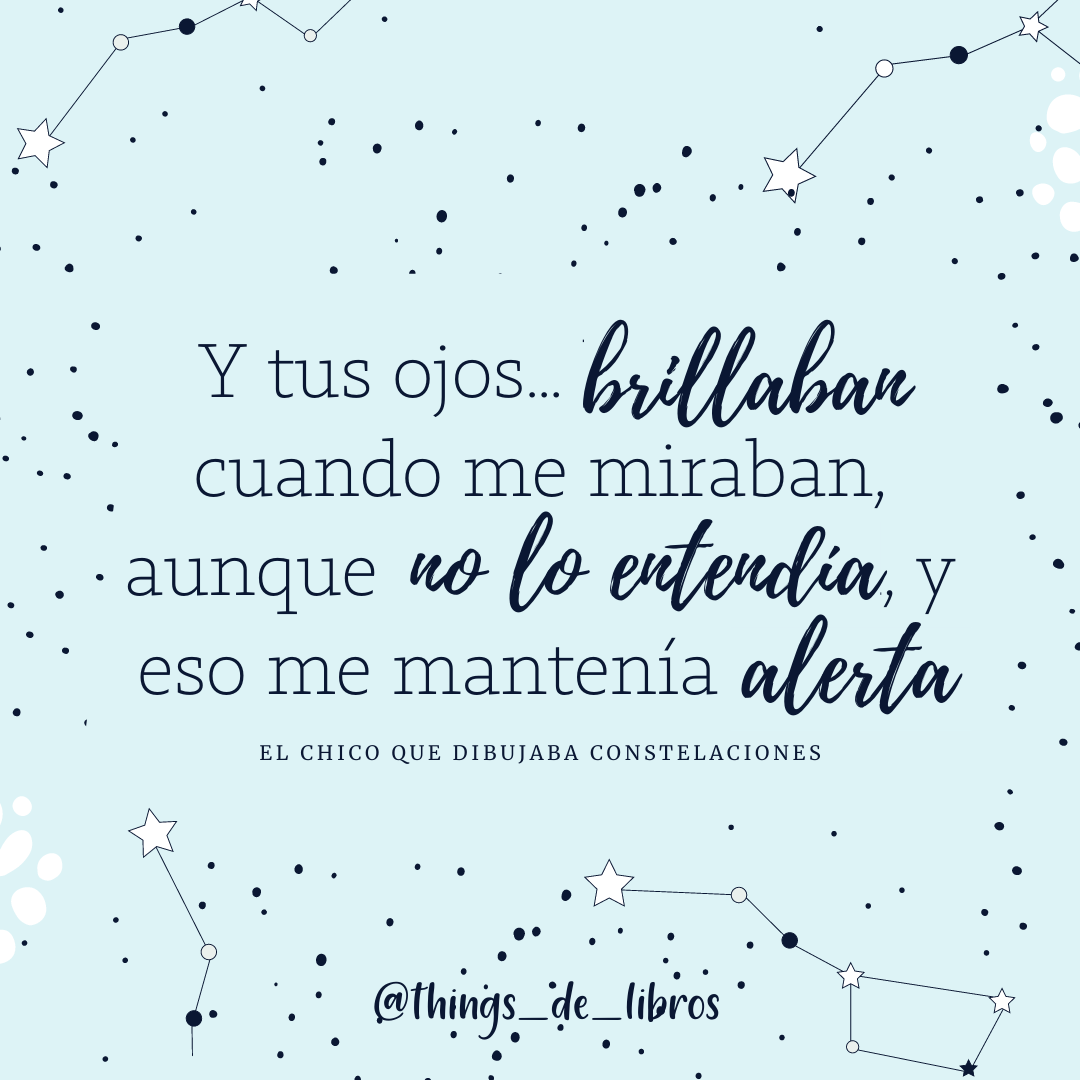 Y tus ojos... brillaban
cuando me miraban,
aunque no lo entendía, y
eso me mantenía alerta
EL CHICO QUE DIBUJABA CONSTELACIONES
@things_de_libros